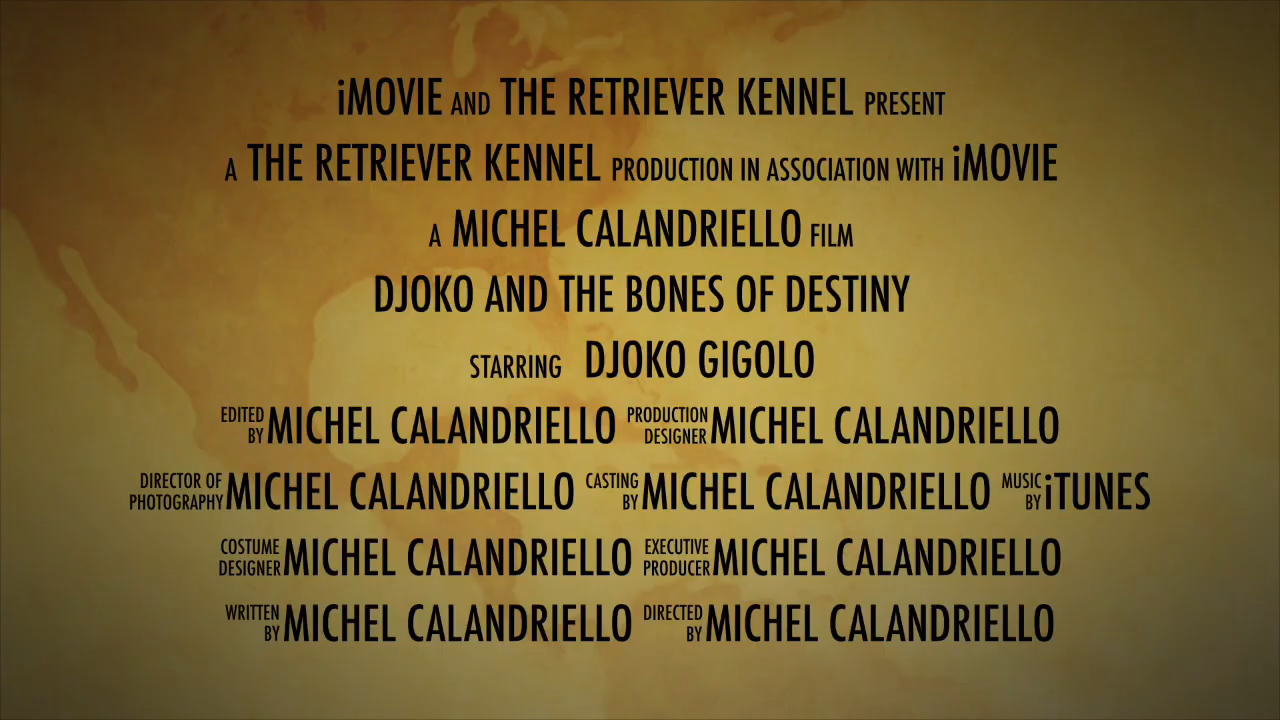 iMOVIE AND THE RETRIEVER KENNEL PRESENT
A THE RETRIEVER KENNEL PRODUCTION IN ASSOCIATION WITH iMOVIE
A MICHEL CALANDRIELLO FILM
DJOKO AND THE BONES OF DESTINY
STARRING DJOKO GIGOLO
EDITED BY MICHEL CALANDRIELLO PRODUCTION DESIGNER MICHEL CALANDRIELLO
DIRECTOR OF PHOTOGRAPHY MICHEL CALANDRIELLO CASTING BY MICHEL CALANDRIELLO MUSIC BY iTUNES
COSTUME DESIGNER MICHEL CALANDRIELLO EXECUTIVE PRODUCER MICHEL CALANDRIELLO
WRITTEN BY MICHEL CALANDRIELLO DIRECTED BY MICHEL CALANDRIELLO